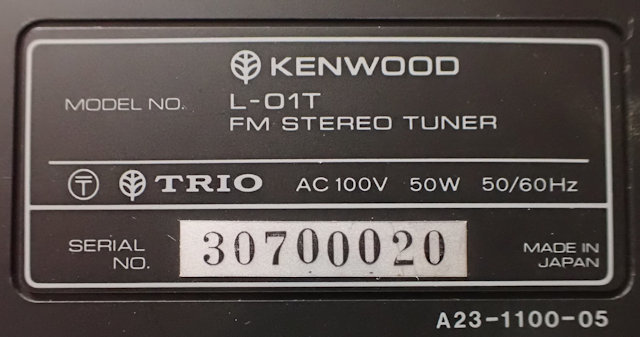 KENWOOD
MODEL NO. L-01T
FM STEREO TUNER
〒 TRIO AC 100V 50W 50/60Hz
SERIAL NO. 30700020 MADE IN JAPAN
A23-1100-05